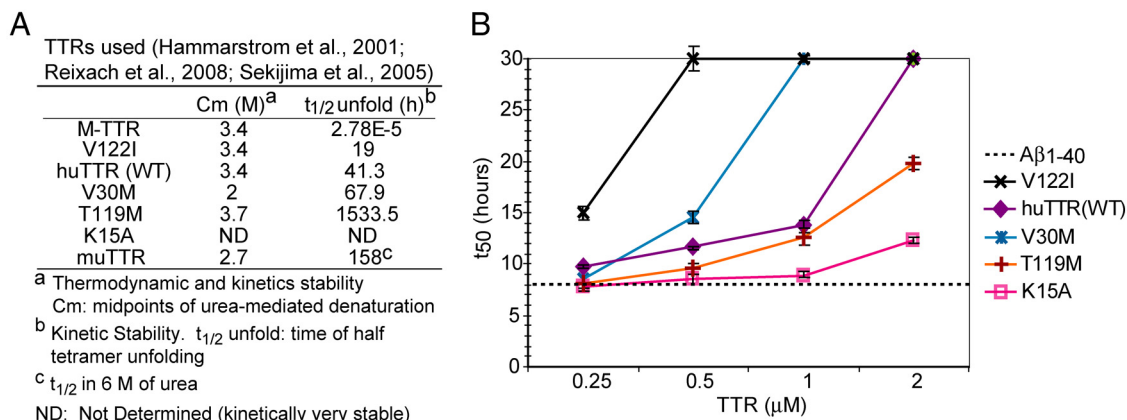 A
TTRs used (Hammarstrom et al., 2001;
Reixach et al., 2008; Sekijima et al., 2005)
Cm (M)a t1/2 unfold (h)b
M-TTR 3.4 2.78E-5
V122I 3.4 19
huTTR (WT) 3.4 41.3
V30M 2 67.9
T119M 3.7 1533.5
K15A ND ND
muTTR 2.7 158c
a Thermodynamic and kinetics stability
Cm: midpoints of urea-mediated denaturation
b Kinetic Stability. t1/2 unfold: time of half
tetramer unfolding
c t1/2 in 6 M of urea
ND: Not Determined (kinetically very stable)
B
t50 (hours)
30
25
20
15
10
5
0
0.25 0.5 1 2
TTR (μM)
Aβ1-40
V122I
huTTR(WT)
V30M
T119M
K15A